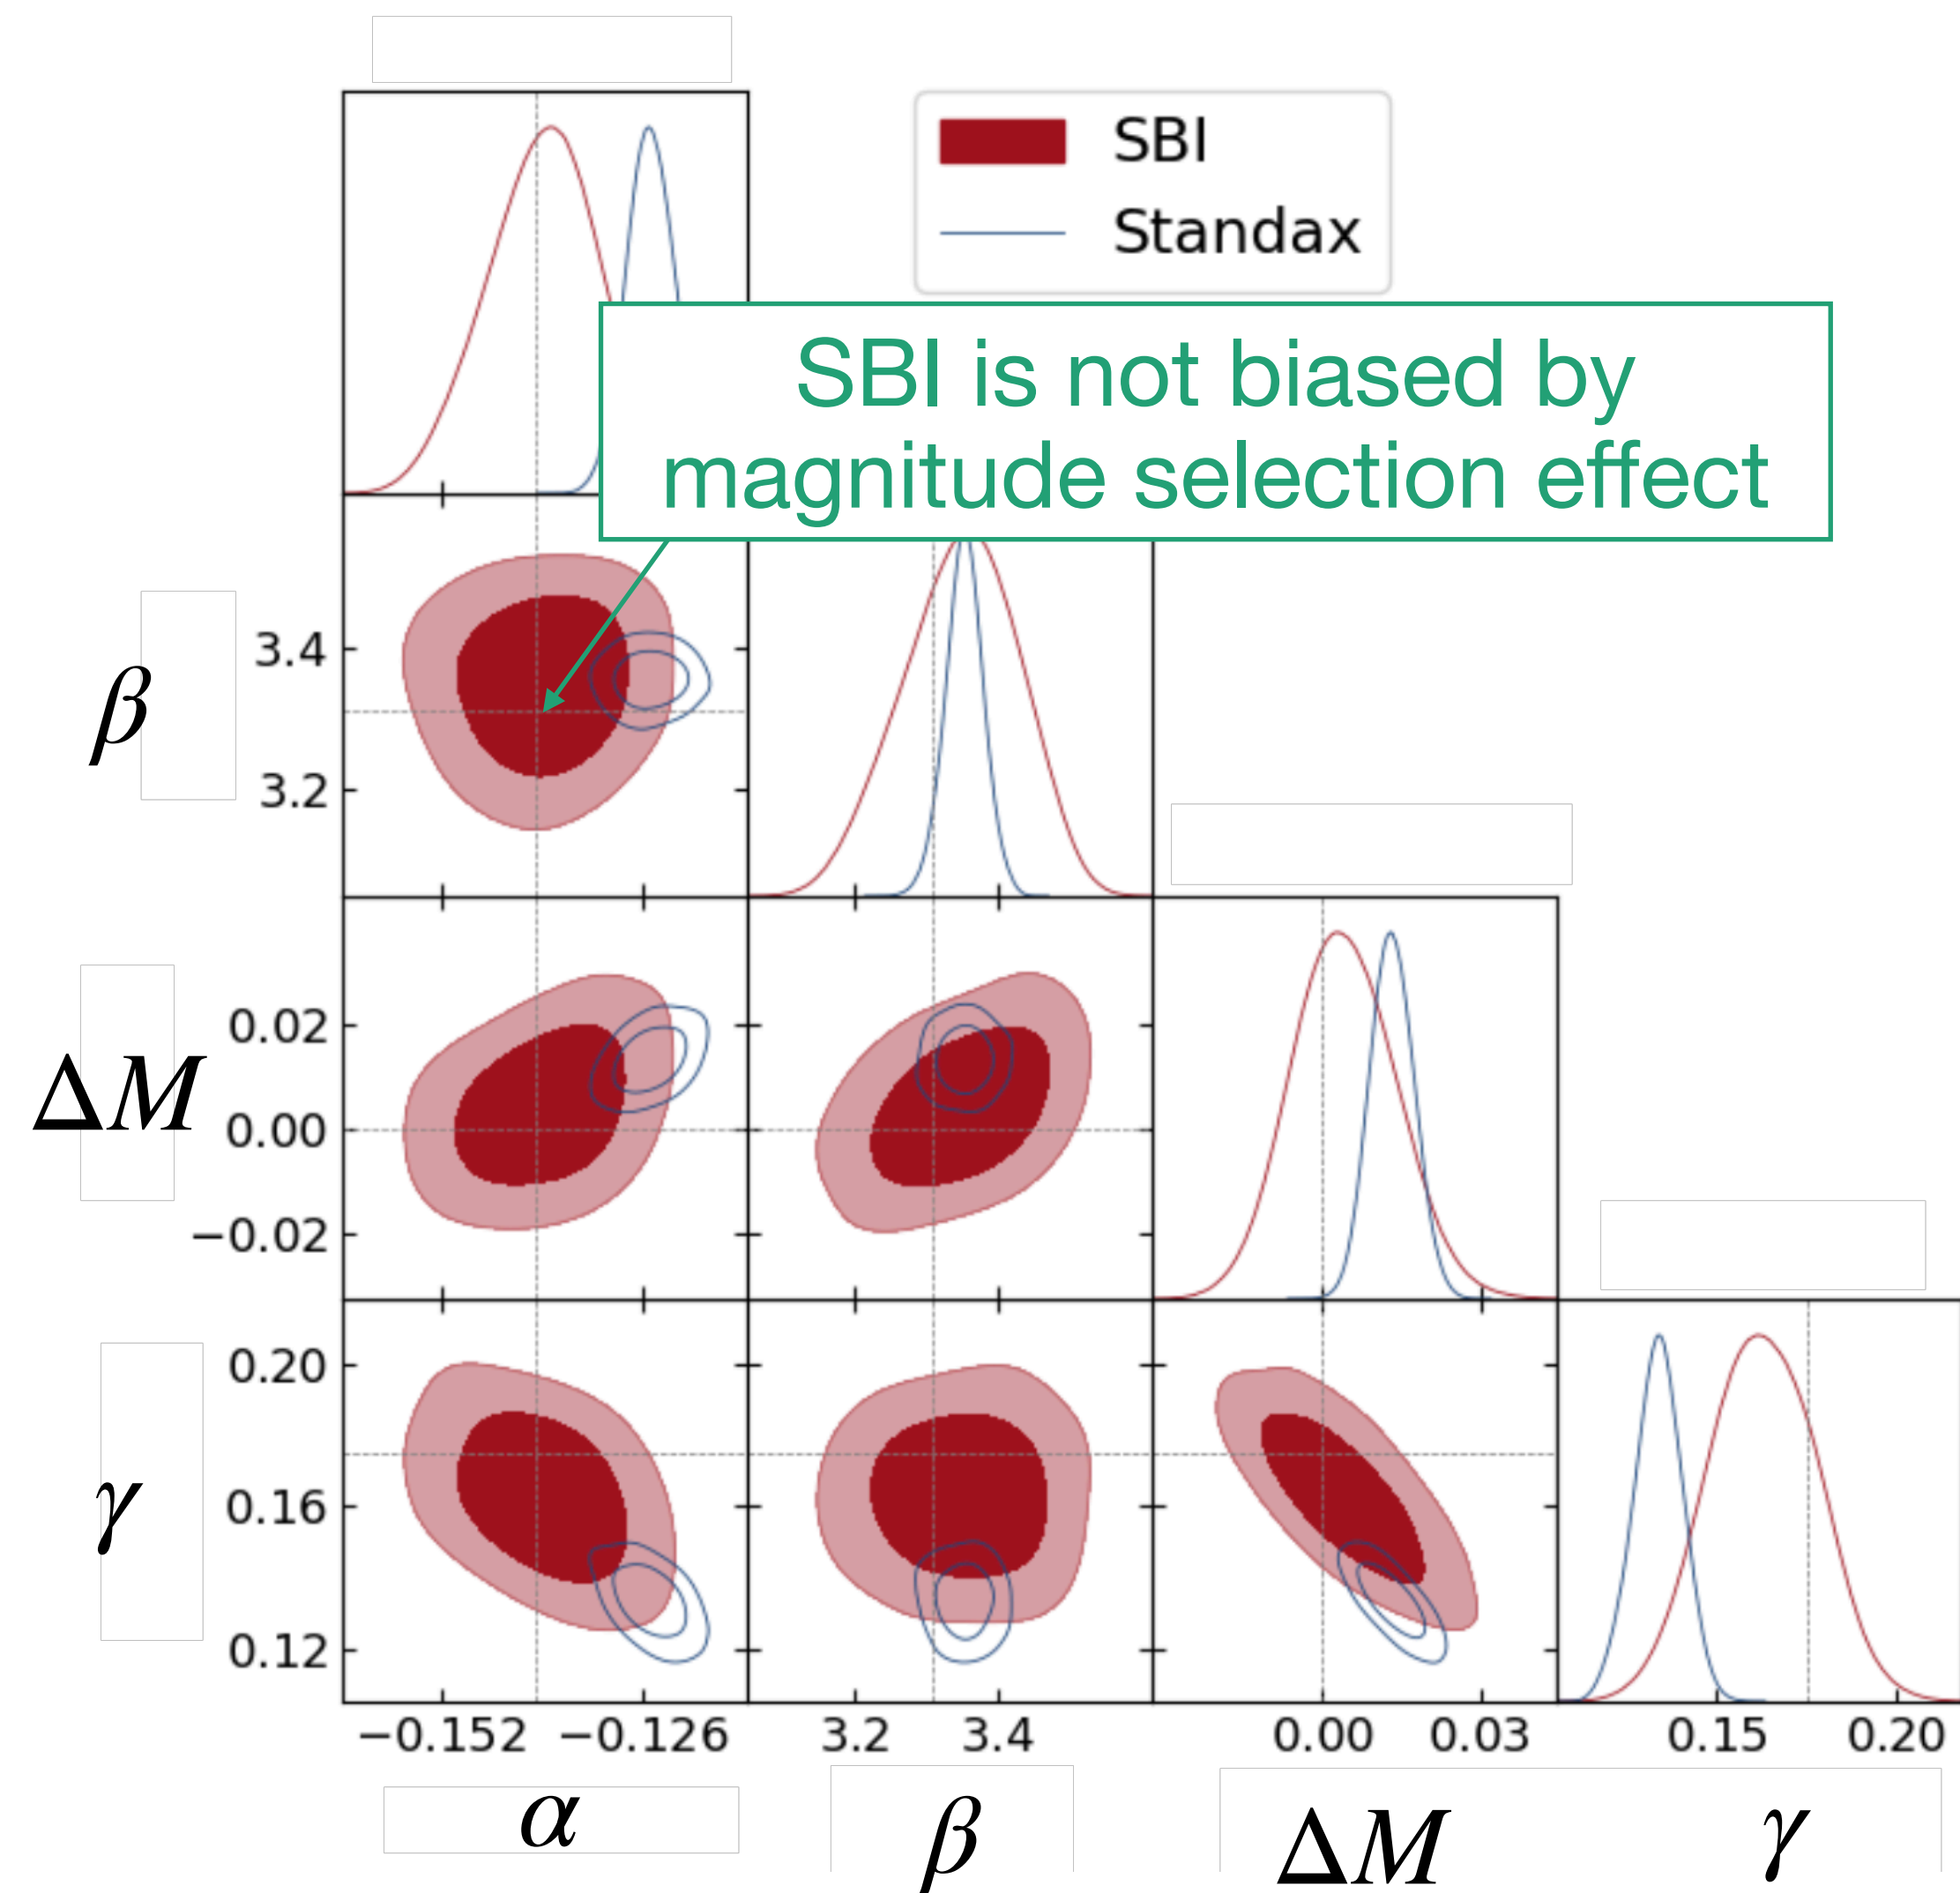 SBI
Standax
SBI is not biased by
magnitude selection effect
β
3.4
3.2
ΔM
0.02
0.00
−0.02
γ
0.20
0.16
0.12
−0.152 −0.126 3.2 3.4 0.00 0.03 0.15 0.20
α β ΔM γ